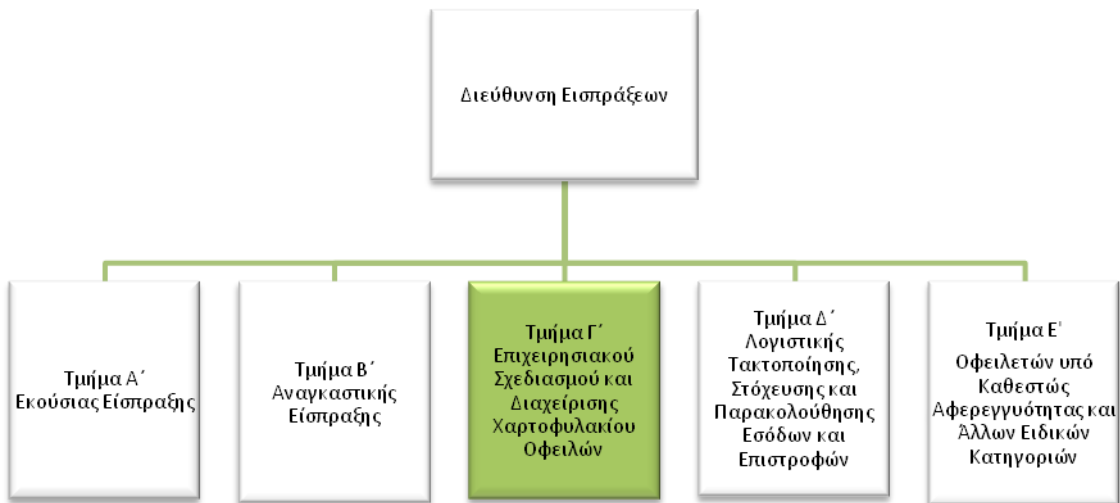 Διεύθυνση Εισπράξεων
Τμήμα Α΄
Εκούσιας Είσπραξης
Τμήμα Β΄
Αναγκαστικής
Είσπραξης
Τμήμα Γ΄
Επιχειρησιακού
Σχεδιασμού και
Διαχείρισης
Χαρτοφυλακίου
Οφειλών
Τμήμα Δ΄
Λογιστικής
Τακτοποίησης,
Στόχευσης και
Παρακολούθησης
Εσόδων και
Επιστροφών
Τμήμα Ε'
Οφειλετών υπό
Καθεστώς
Αφερεγγυότητας και
Άλλων Ειδικών
Κατηγοριών